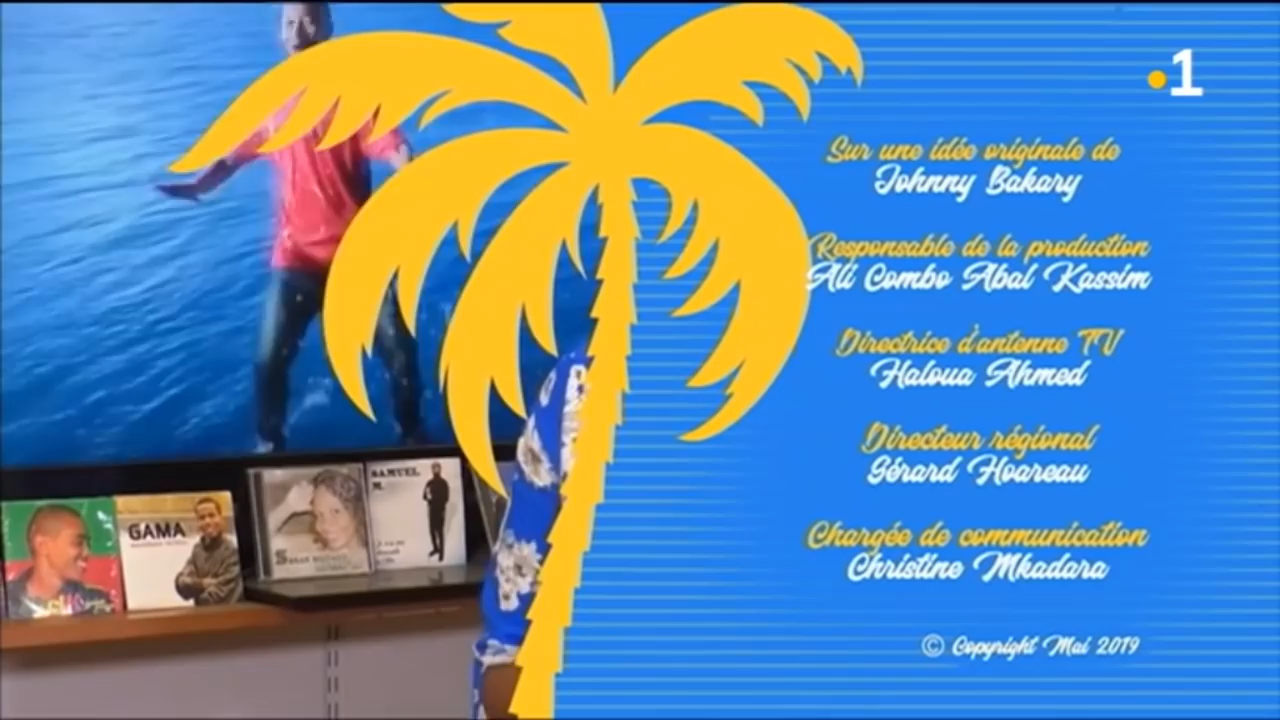 1
Sur une idée originale de
Johnny Bakary
Responsable de la production
Ali Combo Abal Kassim
Directrice d'antenne TV
Haloua Ahmed
Directeur régional
Gérard Hoareau
Chargée de communication
Christine Mkadara
© Copyright Mai 2019
GAMA
SAMUEL
M.